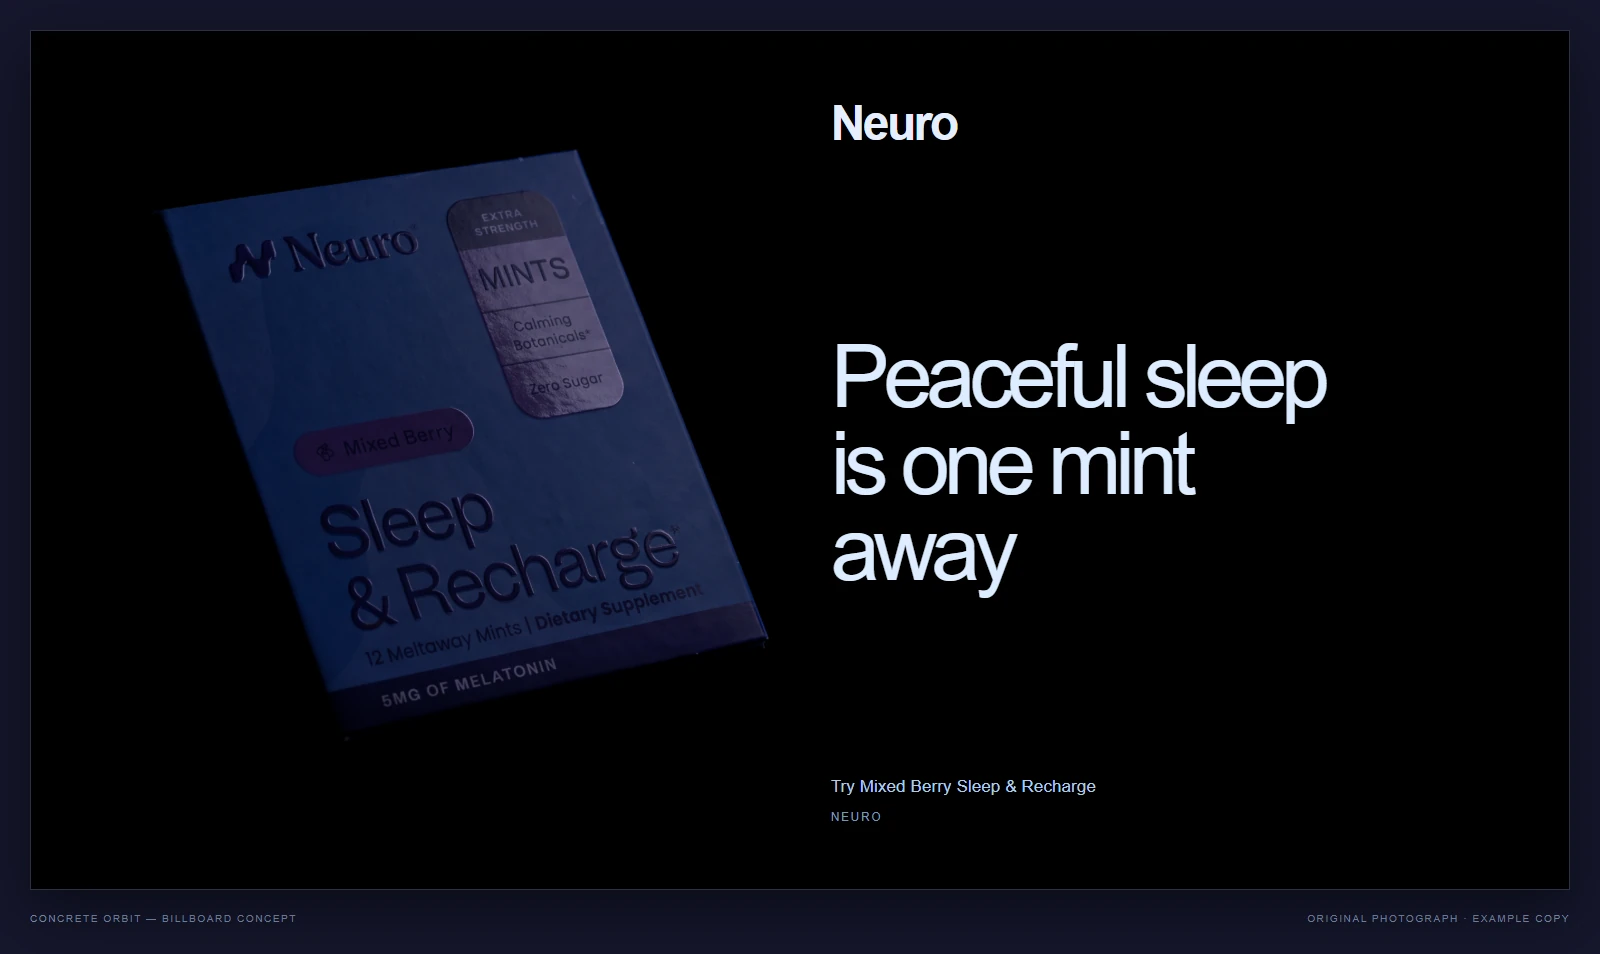 Neuro
EXTRA
STRENGTH
MINTS
Calming
Botanicals*
Zero Sugar
Mixed Berry
Sleep
& Recharge*
12 Meltaway Mints | Dietary Supplement
5MG OF MELATONIN
Neuro
Peaceful sleep
is one mint
away
Try Mixed Berry Sleep & Recharge
NEURO
CONCRETE ORBIT — BILLBOARD CONCEPT
ORIGINAL PHOTOGRAPH · EXAMPLE COPY